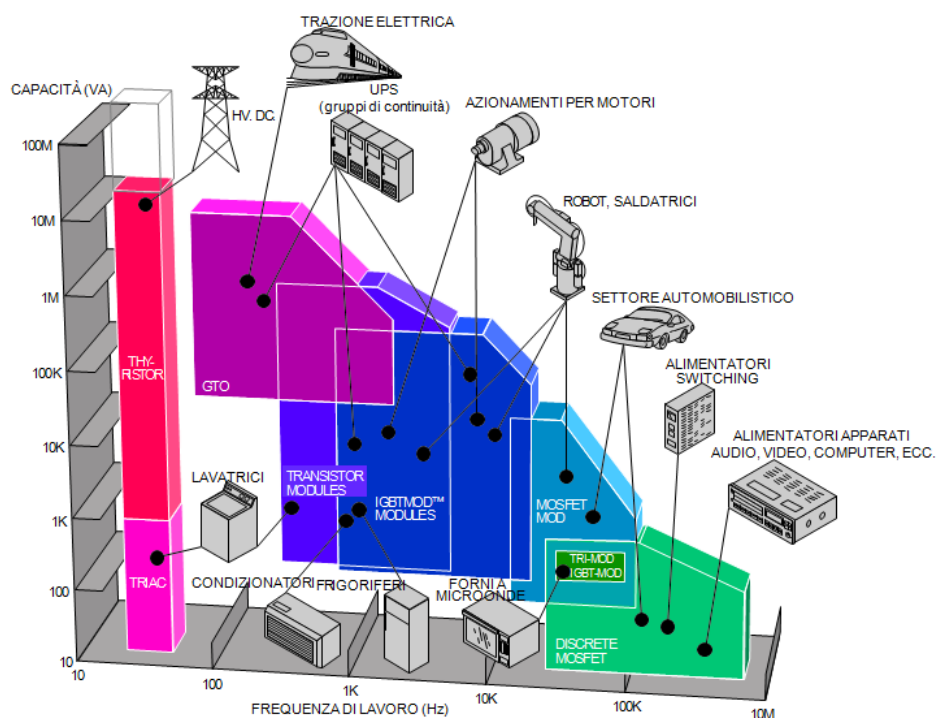 TRAZIONE ELETTRICA
CAPACITÀ (VA)
UPS
(gruppi di continuità)
HV. DC.
AZIONAMENTI PER MOTORI
100M
ROBOT, SALDATRICI
10M
SETTORE AUTOMOBILISTICO
1M
ALIMENTATORI
SWITCHING
THY-
RISTOR
100K
GTO
ALIMENTATORI APPARATI
AUDIO, VIDEO, COMPUTER, ECC.
10K
LAVATRICI
TRANSISTOR
MODULES
IGBTMOD™
MODULES
MOSFET
MOD
1K
TRIAC
CONDIZIONATORI
FRIGORIFERI
FORNI A
MICROONDE
TRI-MOD
IGBT-MOD
100
DISCRETE
MOSFET
10
10
100
1K
10K
100K
10M
FREQUENZA DI LAVORO (Hz)